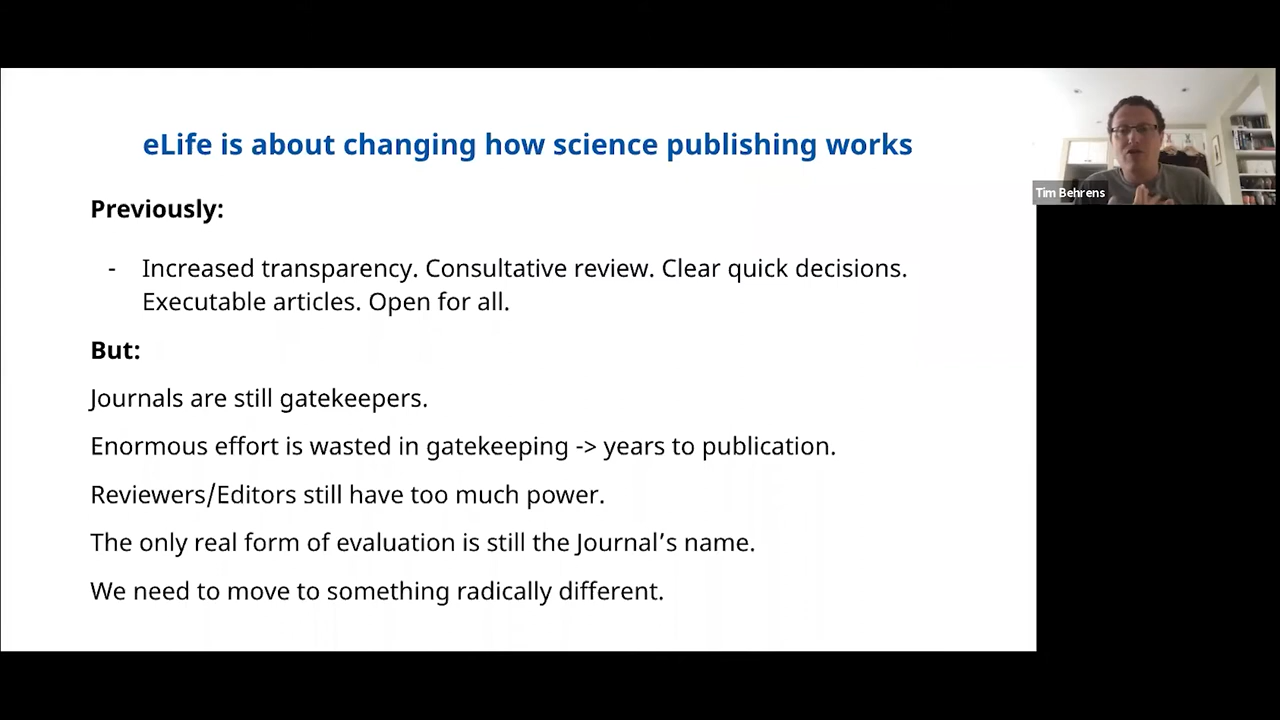 eLife is about changing how science publishing works
Previously:
- Increased transparency. Consultative review. Clear quick decisions.
Executable articles. Open for all.
But:
Journals are still gatekeepers.
Enormous effort is wasted in gatekeeping -> years to publication.
Reviewers/Editors still have too much power.
The only real form of evaluation is still the Journal’s name.
We need to move to something radically different.
Tim Behrens